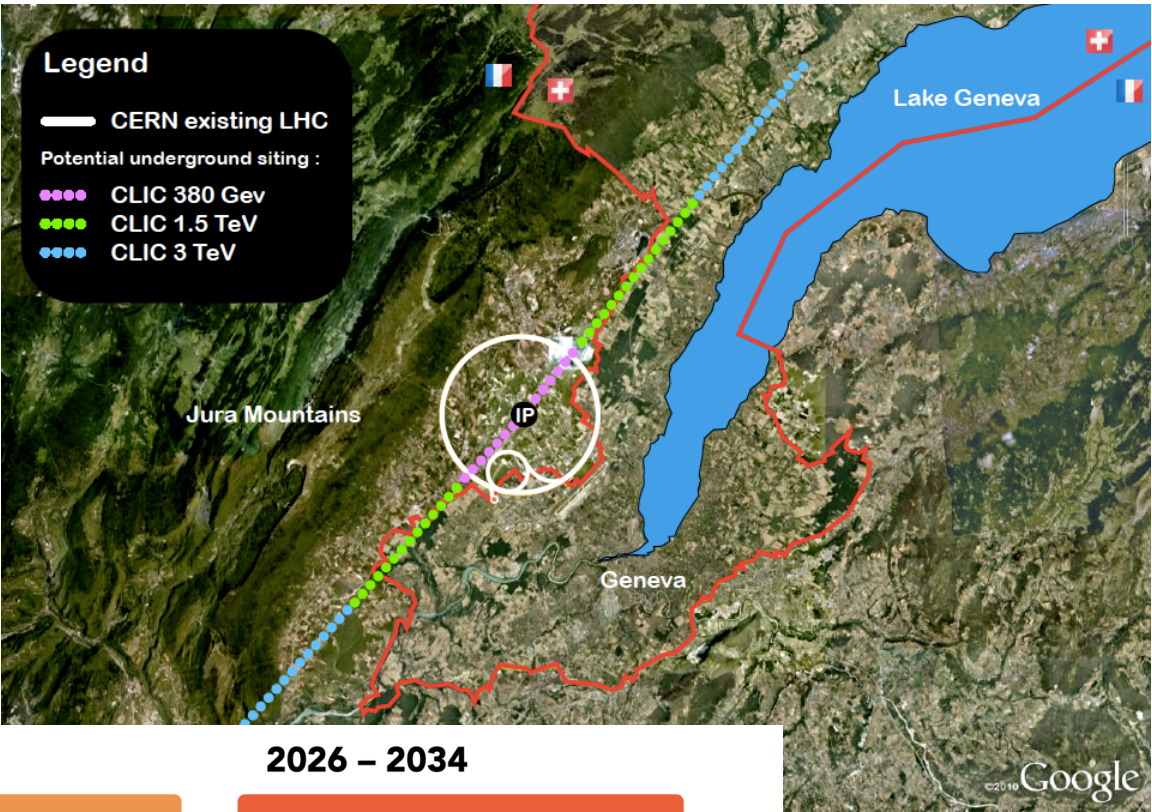 Legend
CERN existing LHC
Potential underground siting :
CLIC 380 Gev
CLIC 1.5 TeV
CLIC 3 TeV
Lake Geneva
Jura Mountains
IP
Geneva
2026 – 2034
©2010 Google